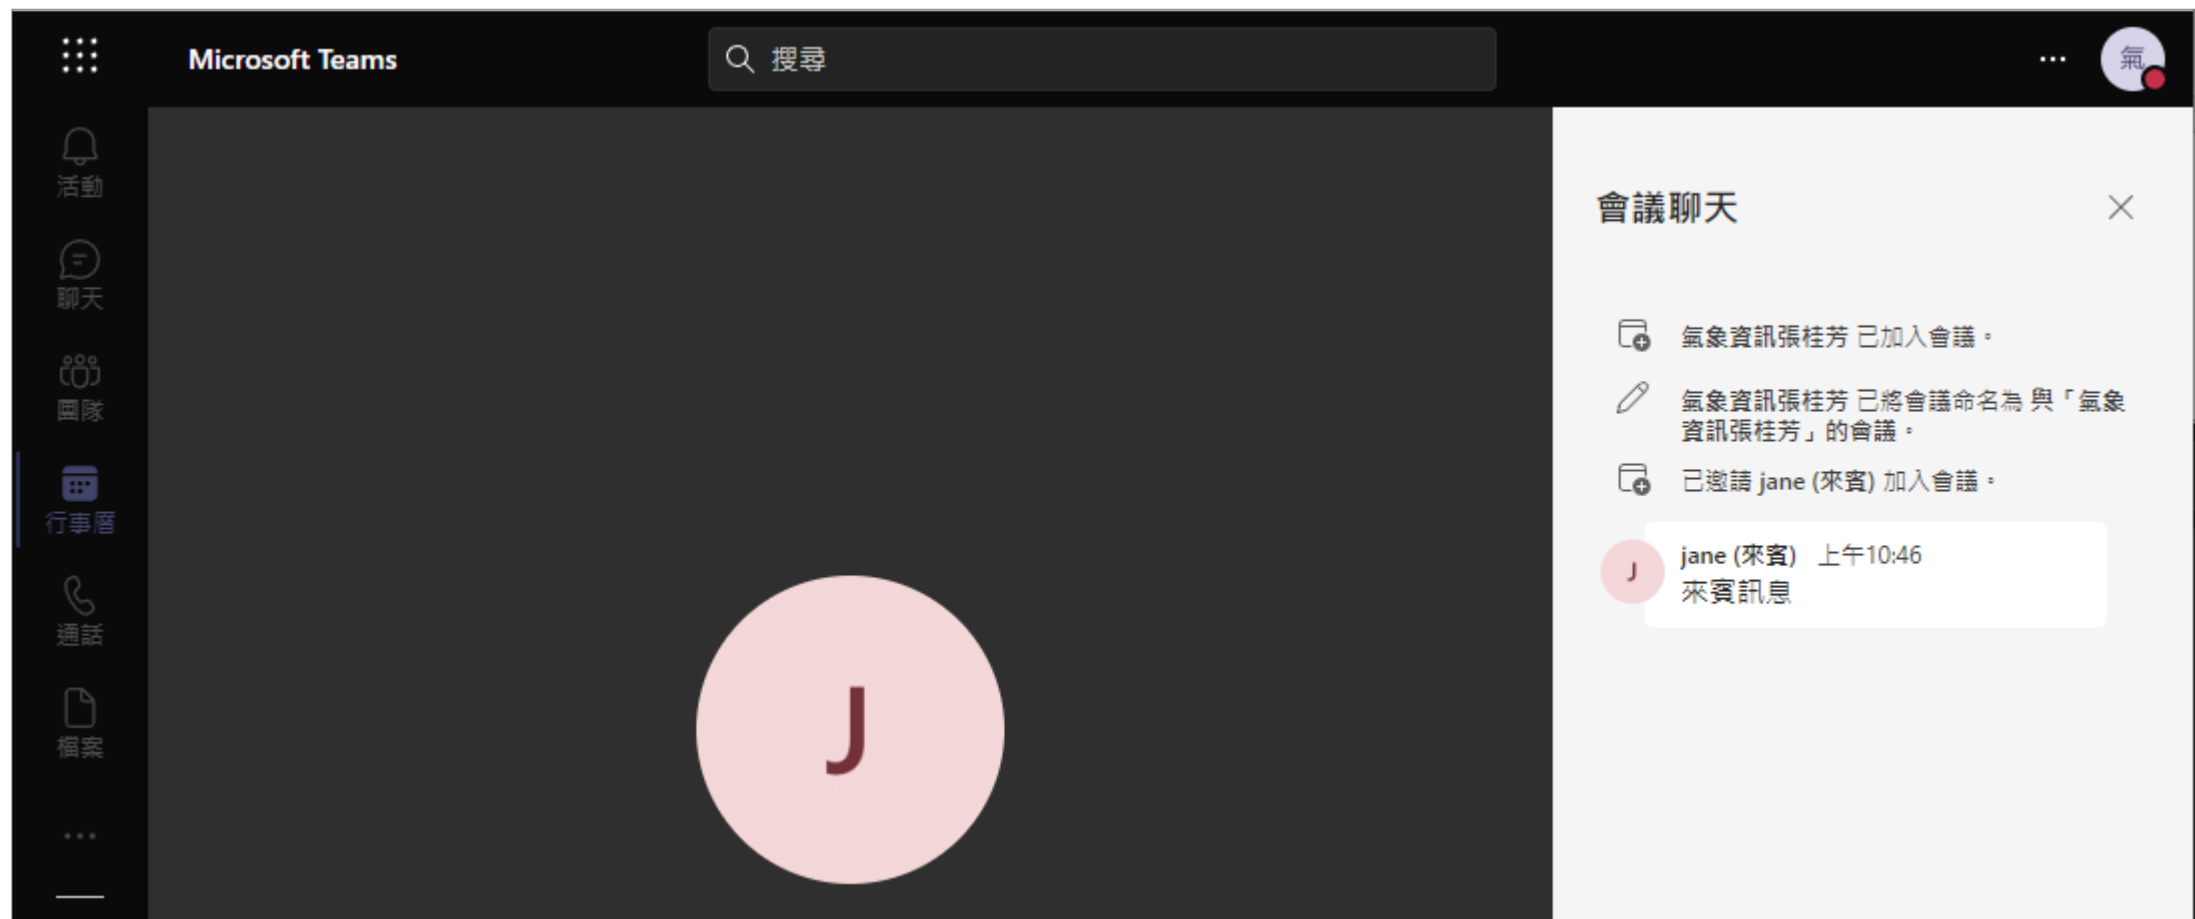 Microsoft Teams
搜尋
氣
活動
聊天
團隊
行事曆
通話
檔案
J
會議聊天
氣象資訊張桂芳 已加入會議。
氣象資訊張桂芳 已將會議命名為 與「氣象
資訊張桂芳」的會議。
已邀請 jane (來賓) 加入會議。
J
jane (來賓) 上午10:46
來賓訊息